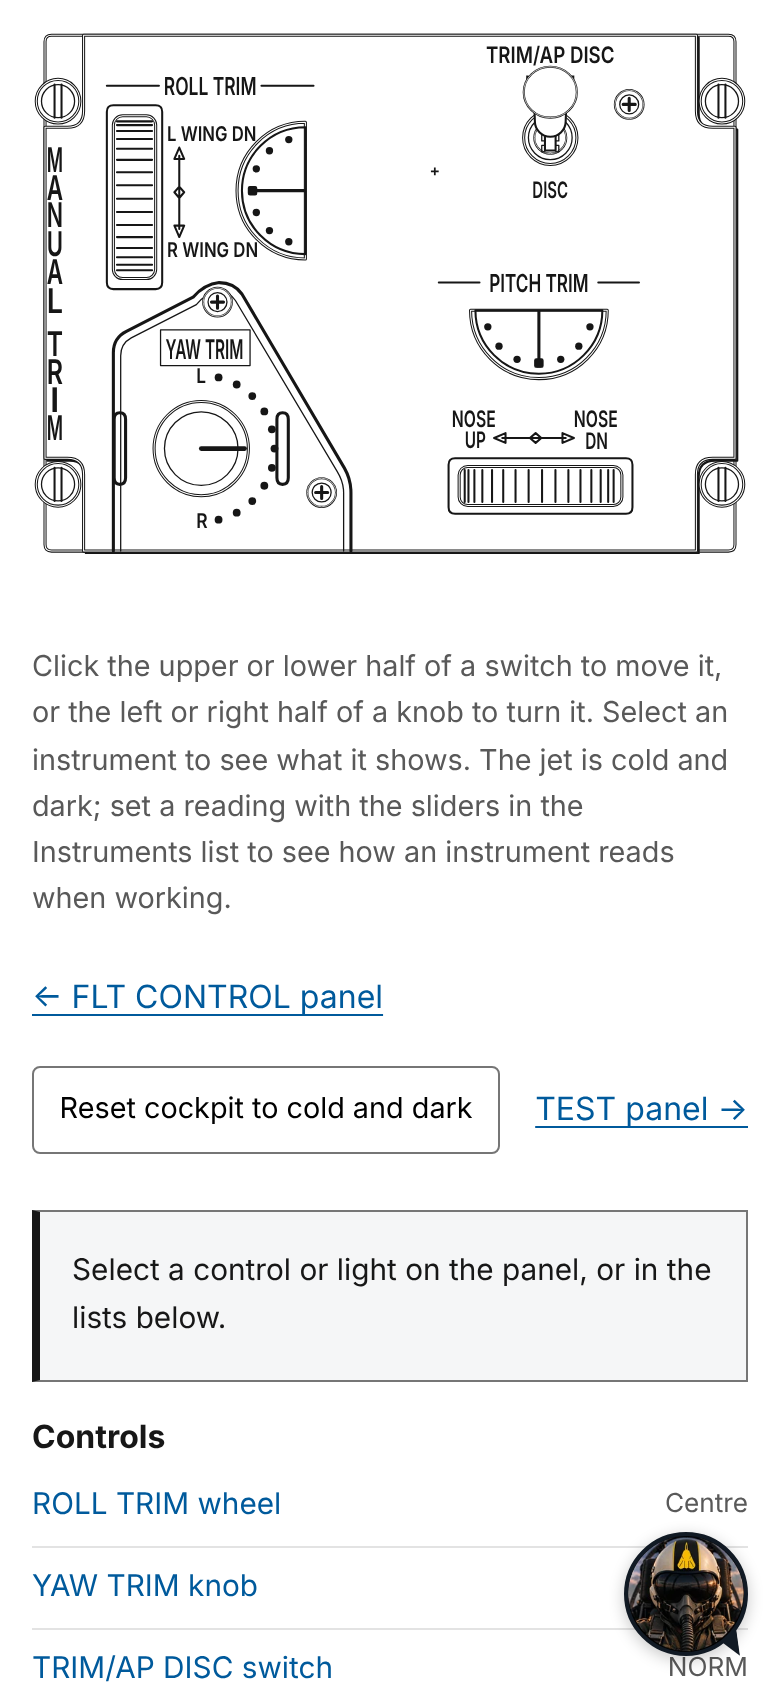 TRIM/AP DISC
ROLL TRIM
L WING DN
DISC
R WING DN
MANUAL TRIM
PITCH TRIM
YAW TRIM
L
NOSE UP
NOSE DN
R
Click the upper or lower half of a switch to move it,
or the left or right half of a knob to turn it. Select an
instrument to see what it shows. The jet is cold and
dark; set a reading with the sliders in the
Instruments list to see how an instrument reads
when working.
← FLT CONTROL panel
Reset cockpit to cold and dark
TEST panel →
Select a control or light on the panel, or in the
lists below.
Controls
ROLL TRIM wheel
Centre
YAW TRIM knob
TRIM/AP DISC switch
NORM